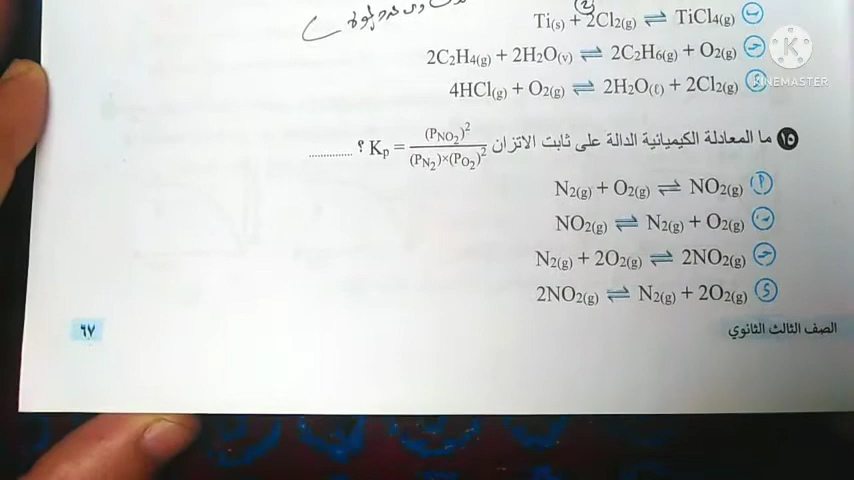 Ti(s) + 2Cl2(g) ⇌ TiCl4(g) ب
KINEMASTER
2C2H4(g) + 2H2O(v) ⇌ 2C2H6(g) + O2(g) ج
4HCl(g) + O2(g) ⇌ 2H2O(ℓ) + 2Cl2(g) د
١٥ ما المعادلة الكيميائية الدالة على ثابت الاتزان Kp = (PNO2)^2 / (PN2)×(PO2)^2 ؟ ...............
N2(g) + O2(g) ⇌ NO2(g) أ
NO2(g) ⇌ N2(g) + O2(g) ب
N2(g) + 2O2(g) ⇌ 2NO2(g) ج
2NO2(g) ⇌ N2(g) + 2O2(g) د
الصف الثالث الثانوي
٦٧